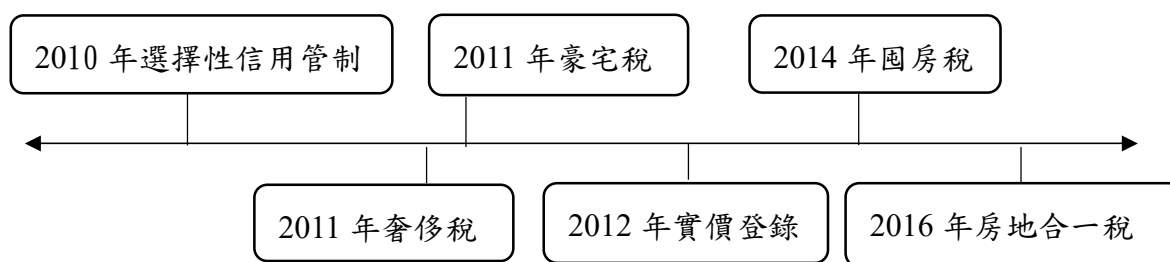 2010 年選擇性信用管制
2011 年豪宅稅
2014 年囤房稅
2011 年奢侈稅
2012 年實價登錄
2016 年房地合一稅